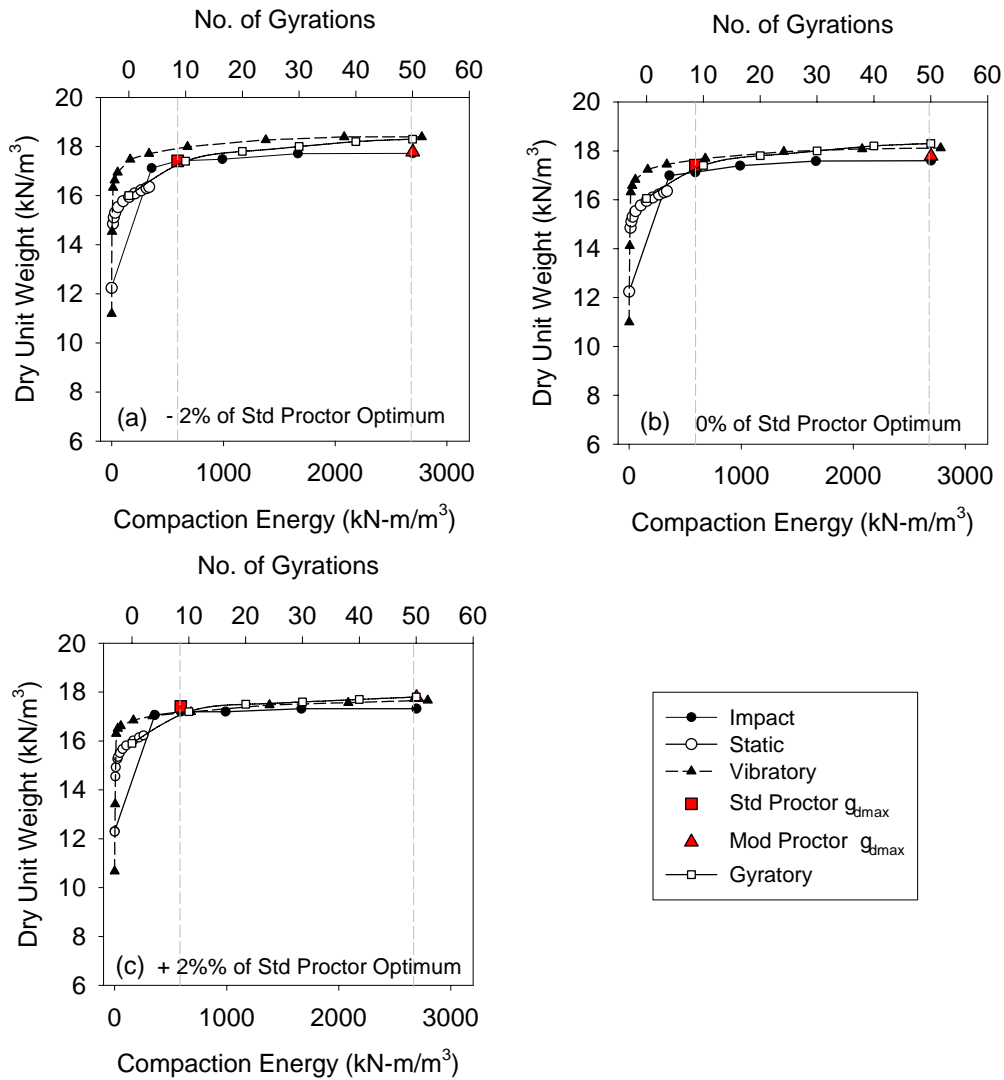 No. of Gyrations
0 10 20 30 40 50 60
20
18
16
14
12
10
8
6
Dry Unit Weight (kN/m³)
(a) - 2% of Std Proctor Optimum
0 1000 2000 3000
Compaction Energy (kN-m/m³)
No. of Gyrations
0 10 20 30 40 50 60
20
18
16
14
12
10
8
6
Dry Unit Weight (kN/m³)
(b) 0% of Std Proctor Optimum
0 1000 2000 3000
Compaction Energy (kN-m/m³)
No. of Gyrations
0 10 20 30 40 50 60
20
18
16
14
12
10
8
6
Dry Unit Weight (kN/m³)
(c) + 2%% of Std Proctor Optimum
0 1000 2000 3000
Compaction Energy (kN-m/m³)
Impact
Static
Vibratory
Std Proctor gdmax
Mod Proctor gdmax
Gyratory